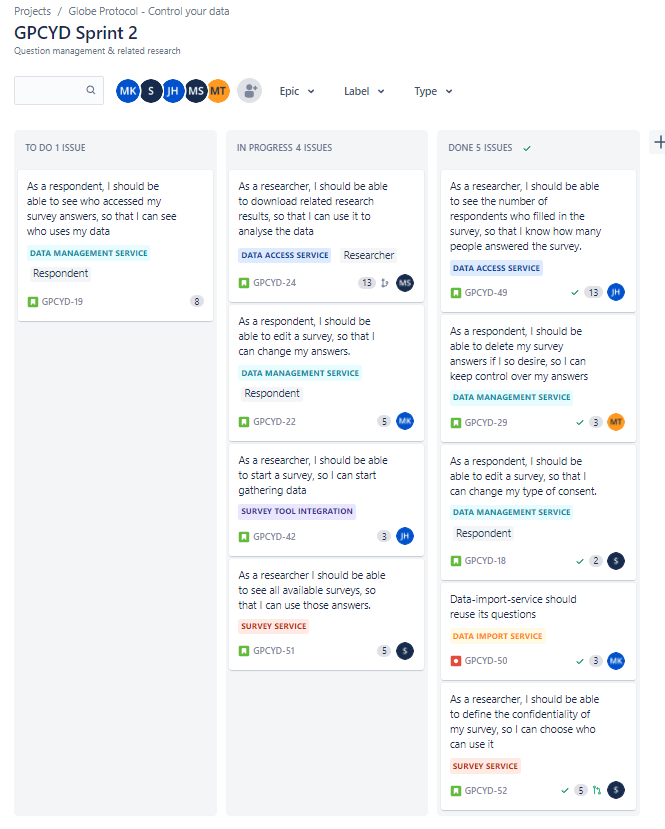 Projects / Globe Protocol - Control your data
GPCYD Sprint 2
Question management & related research
MK S JH MS MT Epic Label Type
TO DO 1 ISSUE
As a respondent, I should be
able to see who accessed my
survey answers, so that I can see
who uses my data
DATA MANAGEMENT SERVICE
Respondent
GPCYD-19 8
IN PROGRESS 4 ISSUES
As a researcher, I should be able
to download related research
results, so that I can use it to
analyse the data
DATA ACCESS SERVICE Researcher
GPCYD-24 13 MS
As a respondent, I should be
able to edit a survey, so that I
can change my answers.
DATA MANAGEMENT SERVICE
Respondent
GPCYD-22 5 MK
As a researcher, I should be able
to start a survey, so I can start
gathering data
SURVEY TOOL INTEGRATION
GPCYD-42 3 JH
As a researcher I should be able
to see all available surveys, so
that I can use those answers.
SURVEY SERVICE
GPCYD-51 5 S
DONE 5 ISSUES
As a researcher, I should be able
to see the number of
respondents who filled in the
survey, so that I know how many
people answered the survey.
DATA ACCESS SERVICE
GPCYD-49 13 JH
As a respondent, I should be
able to delete my survey
answers if I so desire, so I can
keep control over my answers
DATA MANAGEMENT SERVICE
GPCYD-29 3 MT
As a respondent, I should be
able to edit a survey, so that I
can change my type of consent.
DATA MANAGEMENT SERVICE
Respondent
GPCYD-18 2 S
Data-import-service should
reuse its questions
DATA IMPORT SERVICE
GPCYD-50 3 MK
As a researcher, I should be able
to define the confidentiality of
my survey, so I can choose who
can use it
SURVEY SERVICE
GPCYD-52 5 S